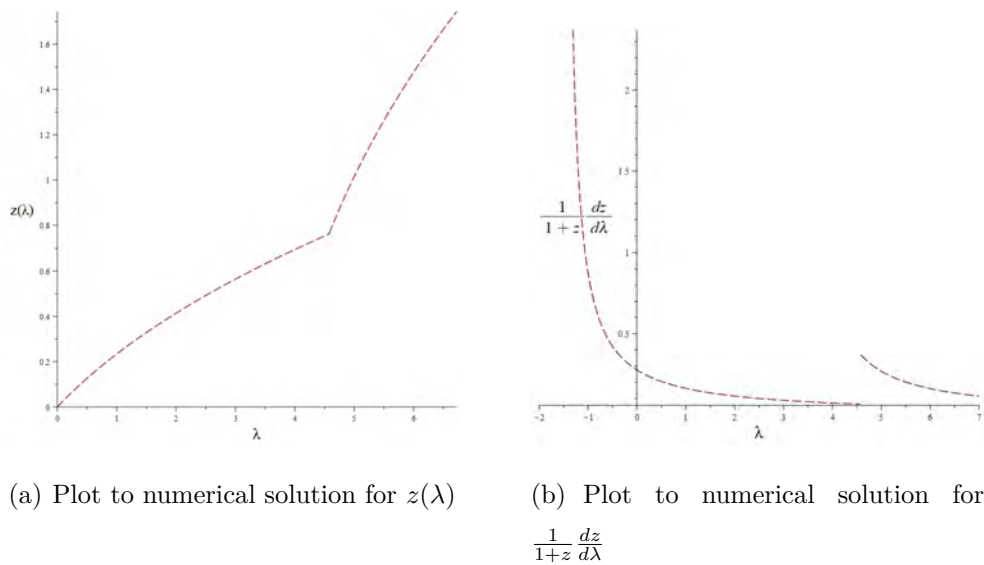 1.6
1.4
1.2
1
z(λ)
0.8
0.6
0.4
0.2
0
0 1 2 3 4 5 6
λ
2
1.5
1
0.5
1/(1 + z) dz/dλ
-2 -1 0 1 2 3 4 5 6 7
λ
(a) Plot to numerical solution for z(λ)
(b) Plot to numerical solution for
1/(1+z) dz/dλ